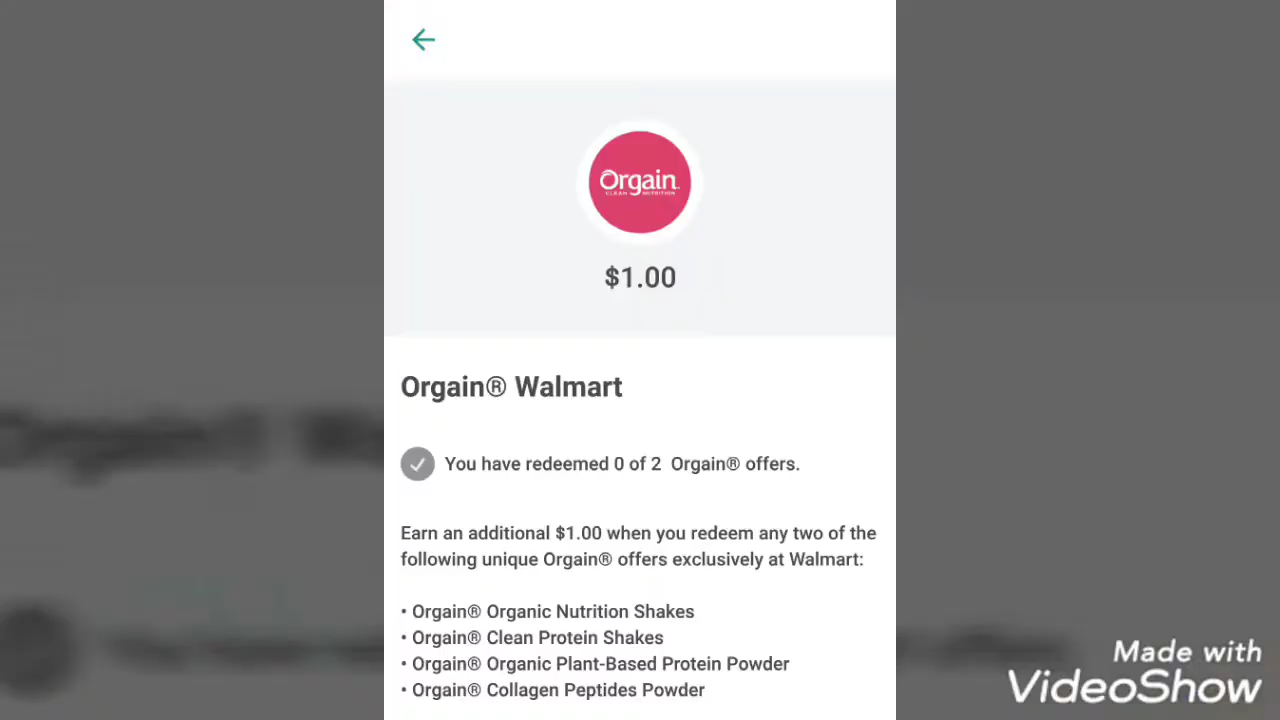 Orgain
CLEAN NUTRITION
$1.00
Orgain® Walmart
You have redeemed 0 of 2 Orgain® offers.
Earn an additional $1.00 when you redeem any two of the
following unique Orgain® offers exclusively at Walmart:
• Orgain® Organic Nutrition Shakes
• Orgain® Clean Protein Shakes
• Orgain® Organic Plant-Based Protein Powder
• Orgain® Collagen Peptides Powder
Made with
VideoShow